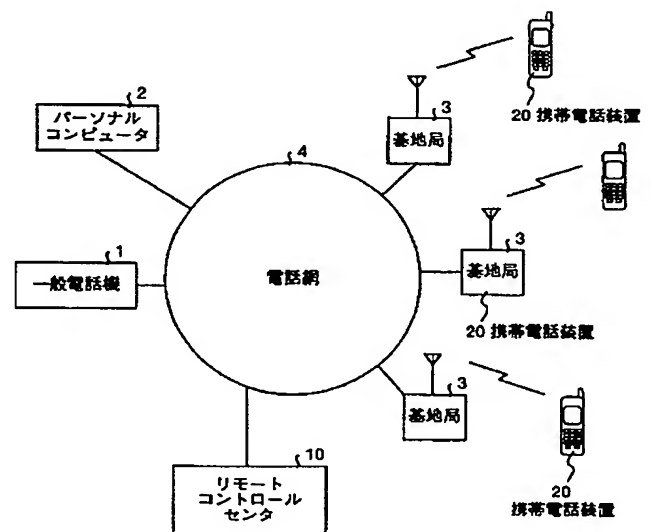 2
パーソナル
コンピュータ
1
一般電話機
4
電話網
3
基地局
20 携帯電話装置
3
基地局
20 携帯電話装置
3
基地局
20
携帯電話装置
10
リモート
コントロール
センタ